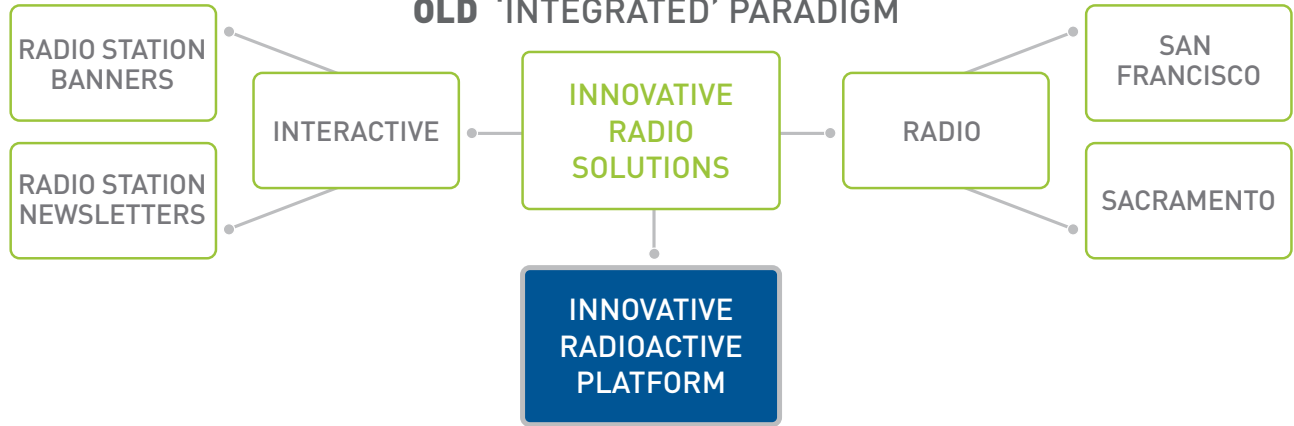 OLD 'INTEGRATED' PARADIGM
RADIO STATION
BANNERS
RADIO STATION
NEWSLETTERS
INTERACTIVE
INNOVATIVE
RADIO
SOLUTIONS
RADIO
SAN
FRANCISCO
SACRAMENTO
INNOVATIVE
RADIOACTIVE
PLATFORM